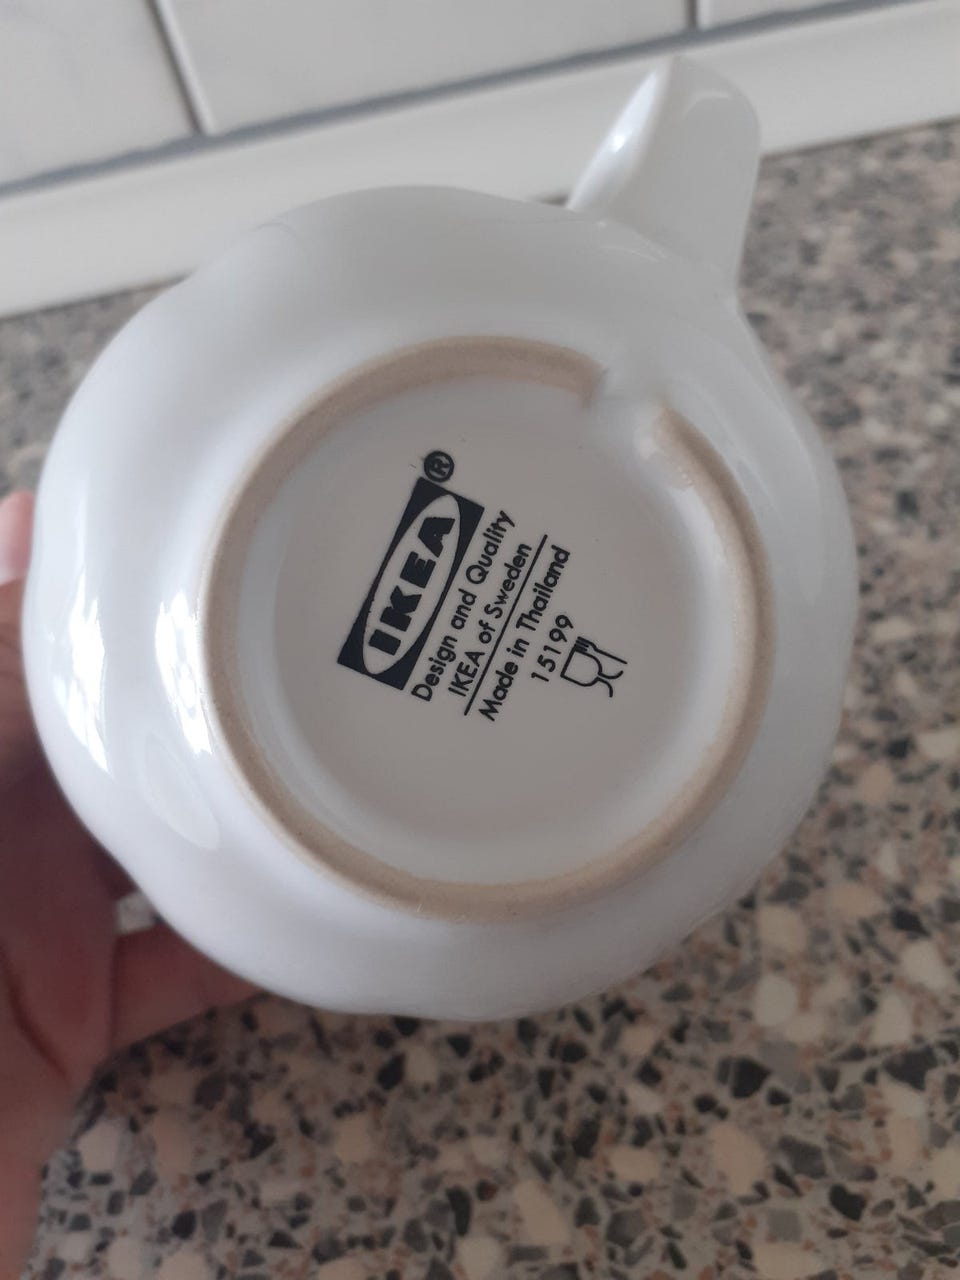 IKEA®
Design and Quality
IKEA of Sweden
Made in Thailand
15199